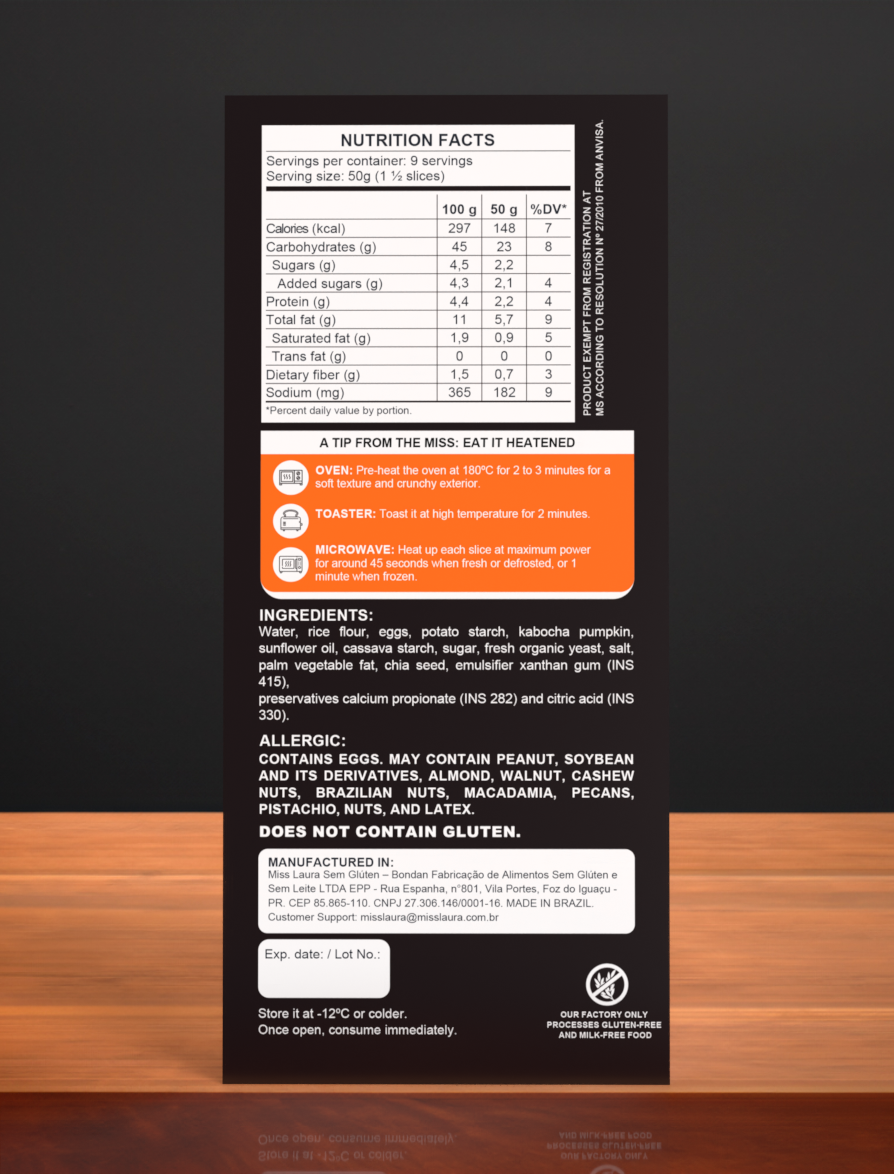 NUTRITION FACTS
Servings per container: 9 servings
Serving size: 50g (1 ½ slices)
100 g 50 g %DV*
Calories (kcal) 297 148 7
Carbohydrates (g) 45 23 8
Sugars (g) 4,5 2,2
Added sugars (g) 4,3 2,1 4
Protein (g) 4,4 2,2 4
Total fat (g) 11 5,7 9
Saturated fat (g) 1,9 0,9 5
Trans fat (g) 0 0 0
Dietary fiber (g) 1,5 0,7 3
Sodium (mg) 365 182 9
*Percent daily value by portion.
PRODUCT EXEMPT FROM REGISTRATION AT
MS ACCORDING TO RESOLUTION Nº 27/2010 FROM ANVISA.
A TIP FROM THE MISS: EAT IT HEATENED
OVEN: Pre-heat the oven at 180ºC for 2 to 3 minutes for a
soft texture and crunchy exterior.
TOASTER: Toast it at high temperature for 2 minutes.
MICROWAVE: Heat up each slice at maximum power
for around 45 seconds when fresh or defrosted, or 1
minute when frozen.
INGREDIENTS:
Water, rice flour, eggs, potato starch, kabocha pumpkin,
sunflower oil, cassava starch, sugar, fresh organic yeast, salt,
palm vegetable fat, chia seed, emulsifier xanthan gum (INS
415),
preservatives calcium propionate (INS 282) and citric acid (INS
330).
ALLERGIC:
CONTAINS EGGS. MAY CONTAIN PEANUT, SOYBEAN
AND ITS DERIVATIVES, ALMOND, WALNUT, CASHEW
NUTS, BRAZILIAN NUTS, MACADAMIA, PECANS,
PISTACHIO, NUTS, AND LATEX.
DOES NOT CONTAIN GLUTEN.
MANUFACTURED IN:
Miss Laura Sem Glúten – Bondan Fabricação de Alimentos Sem Glúten e
Sem Leite LTDA EPP - Rua Espanha, n°801, Vila Portes, Foz do Iguaçu -
PR. CEP 85.865-110. CNPJ 27.306.146/0001-16. MADE IN BRAZIL.
Customer Support: misslaura@misslaura.com.br
Exp. date: / Lot No.:
Store it at -12ºC or colder.
Once open, consume immediately.
OUR FACTORY ONLY
PROCESSES GLUTEN-FREE
AND MILK-FREE FOOD